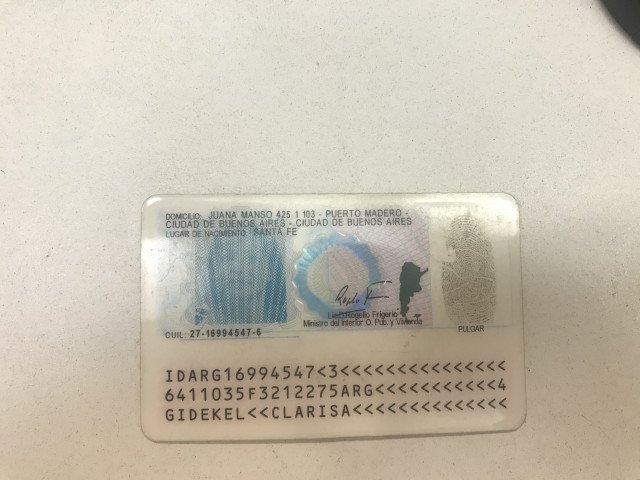 DOMICILIO: JUANA MANSO 425 1 103 - PUERTO MADERO -
CIUDAD DE BUENOS AIRES - CIUDAD DE BUENOS AIRES
LUGAR DE NACIMIENTO: SANTA FE
Lic. Rogelio Frigerio
Ministro del Interior O. Pub. y Vivienda
CUIL: 27-16994547-6
PULGAR
IDARG16994547<3<<<<<<<<<<<<<<<
6411035F3212275ARG<<<<<<<<<<<4
GIDEKEL<<CLARISA<<<<<<<<<<<<<<